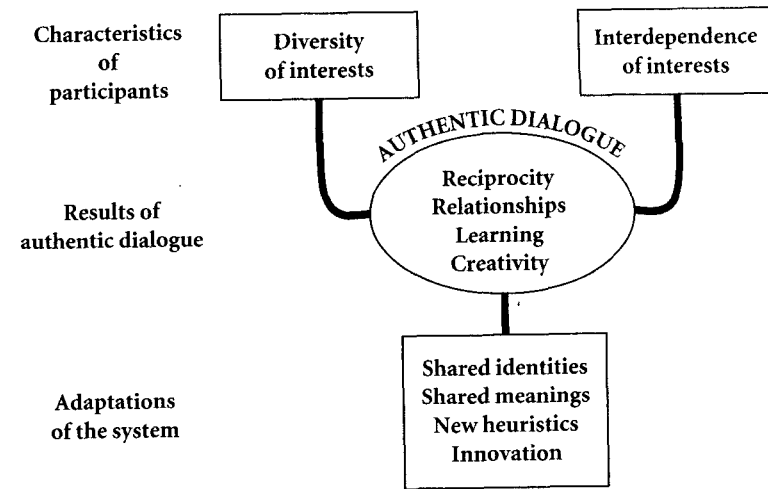 Characteristics
of
participants
Diversity
of interests
Interdependence
of interests
AUTHENTIC DIALOGUE
Results of
authentic dialogue
Reciprocity
Relationships
Learning
Creativity
Adaptations
of the system
Shared identities
Shared meanings
New heuristics
Innovation